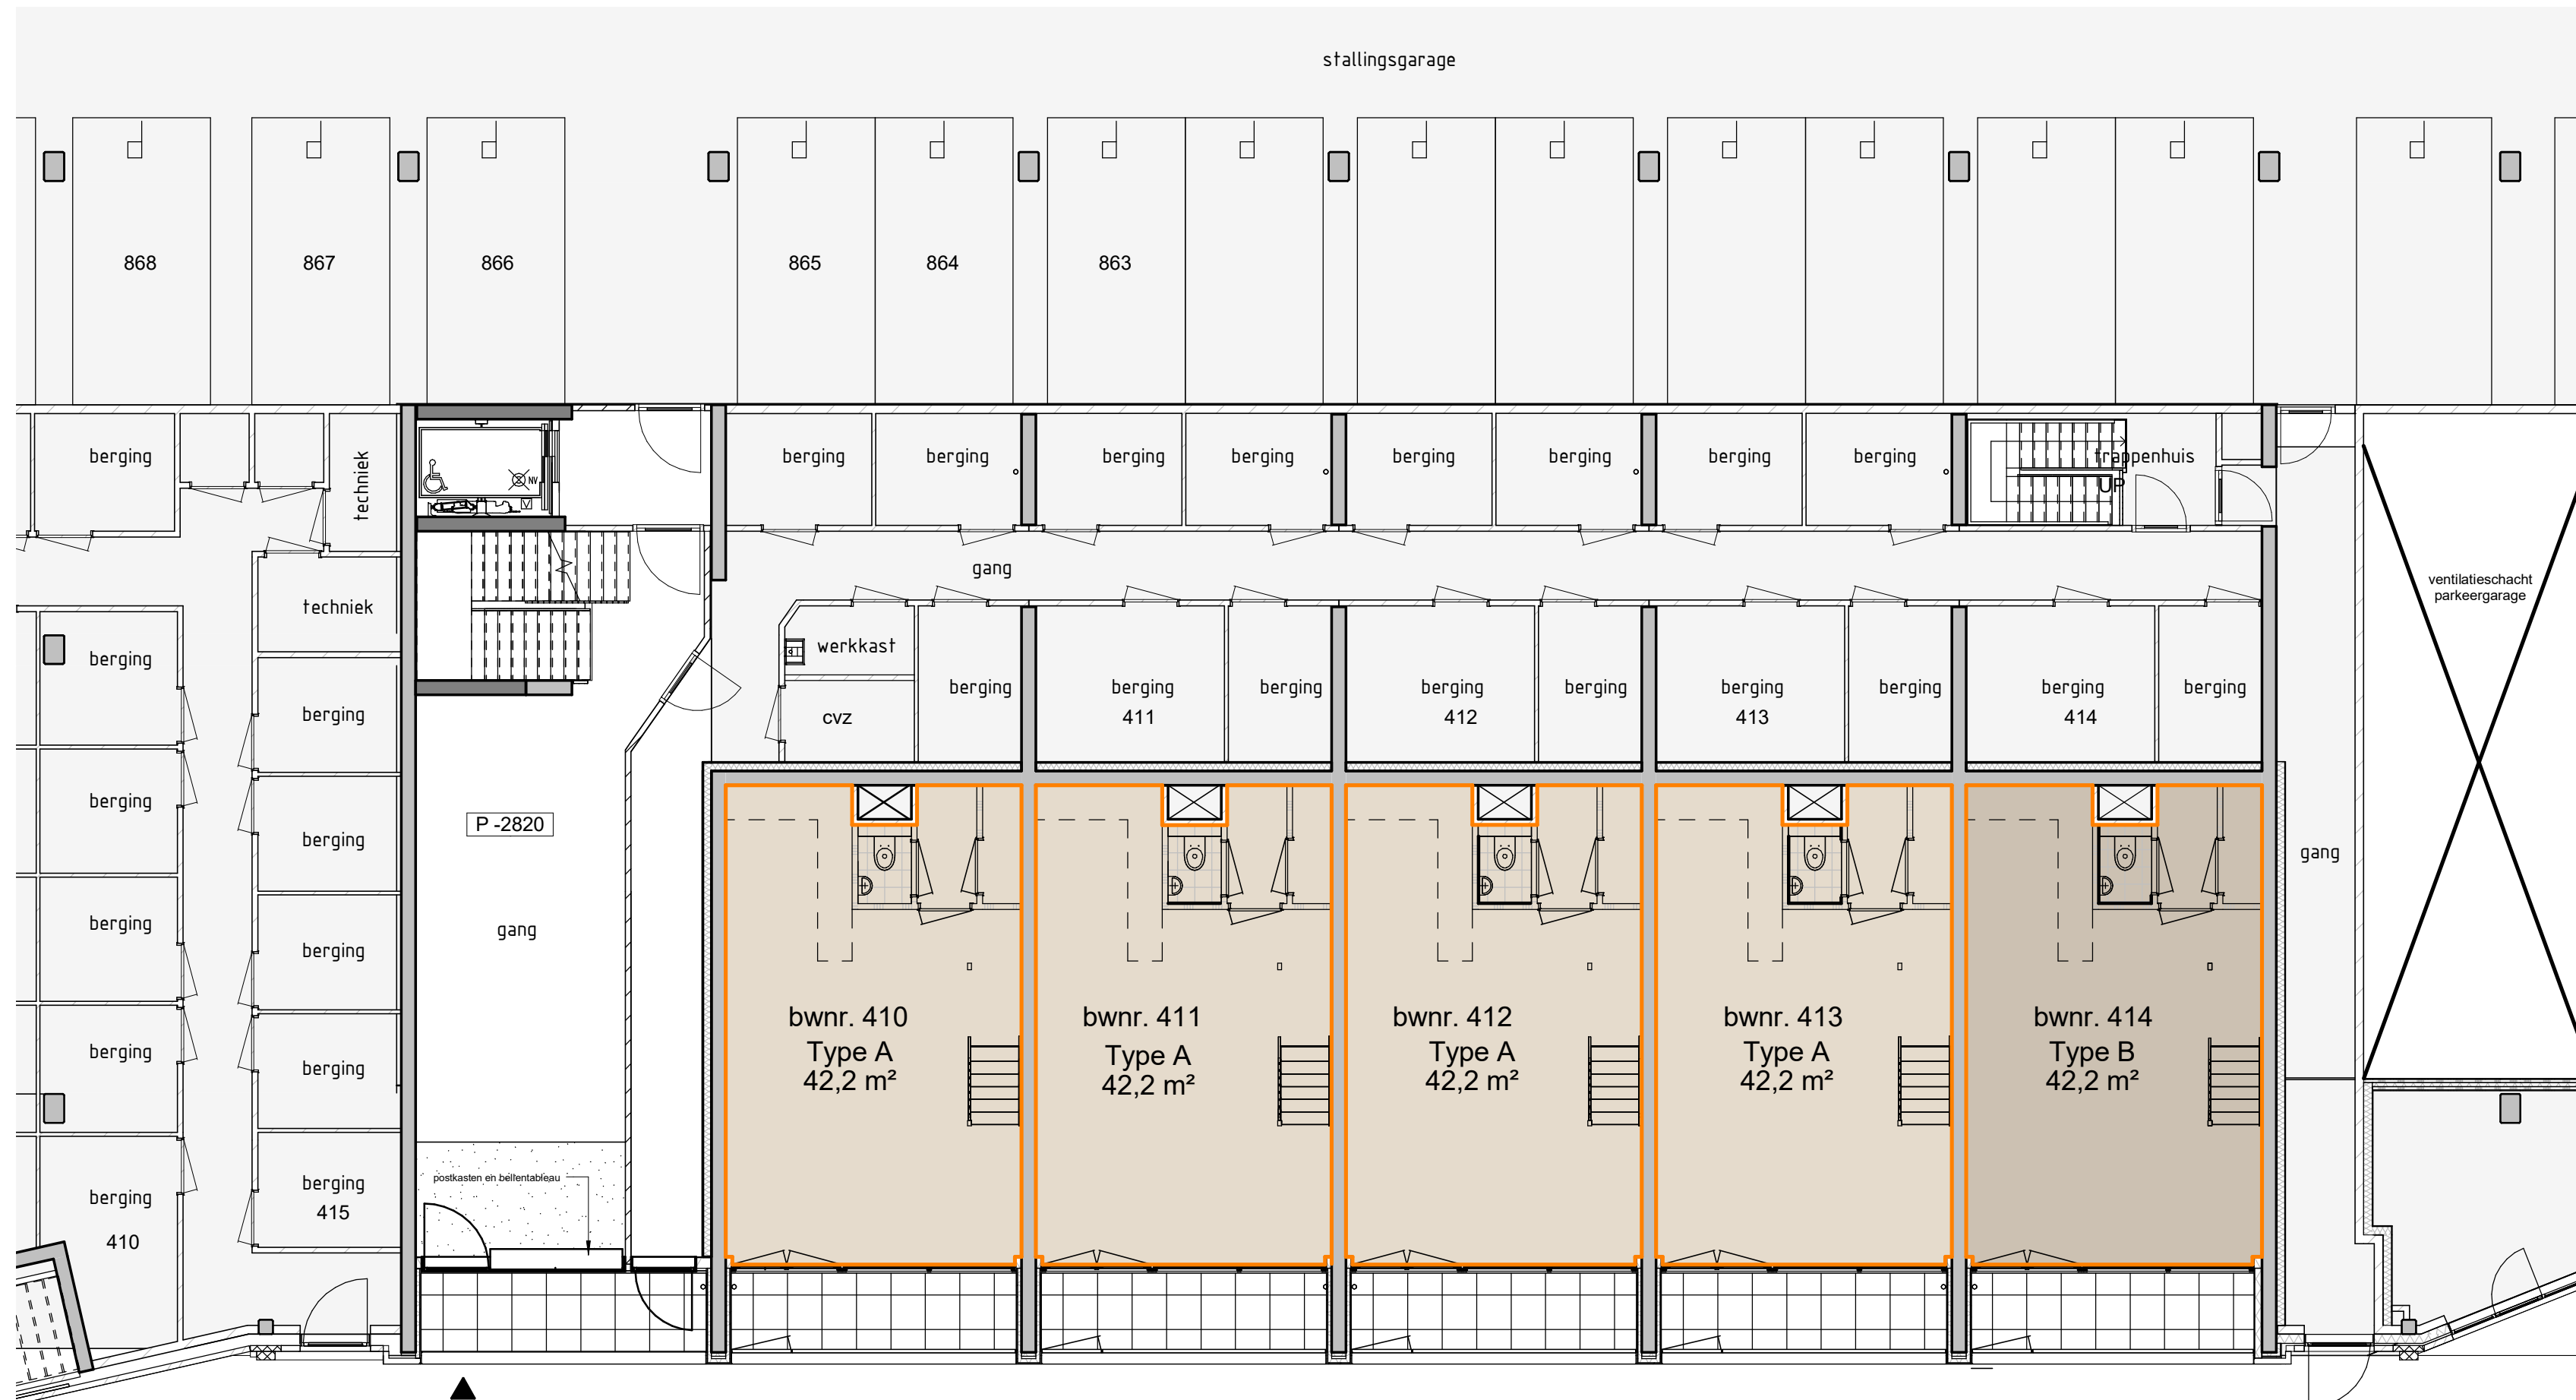 stallingsgarage
868
867
866
865
864
863
berging
techniek
NV
berging
berging
berging
berging
berging
berging
berging
berging
trappenhuis
UP
gang
ventilatieschacht
parkeergarage
techniek
werkkast
berging
berging
cvz
berging
berging
411
berging
berging
412
berging
berging
413
berging
berging
414
berging
berging
berging
berging
P -2820
gang
berging
berging
gang
berging
berging
bwnr. 410
Type A
42,2 m²
bwnr. 411
Type A
42,2 m²
bwnr. 412
Type A
42,2 m²
bwnr. 413
Type A
42,2 m²
bwnr. 414
Type B
42,2 m²
postkasten en bellentableau
berging
410
berging
415